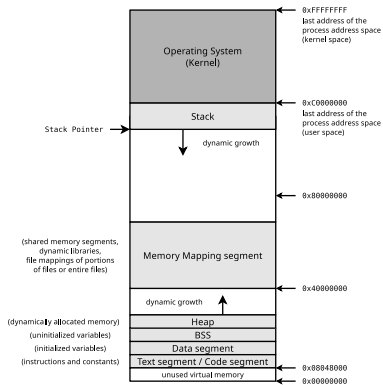 0xFFFFFFFF
last address of the
process address space
(kernel space)
Operating System
(Kernel)
0xC0000000
last address of the
process address space
(user space)
Stack
Stack Pointer
dynamic growth
0x80000000
(shared memory segments,
dynamic libraries,
file mappings of portions
of files or entire files)
Memory Mapping segment
0x40000000
dynamic growth
(dynamically allocated memory)
Heap
(uninitialized variables)
BSS
(initialized variables)
Data segment
(instructions and constants)
Text segment / Code segment
0x08048000
unused virtual memory
0x00000000